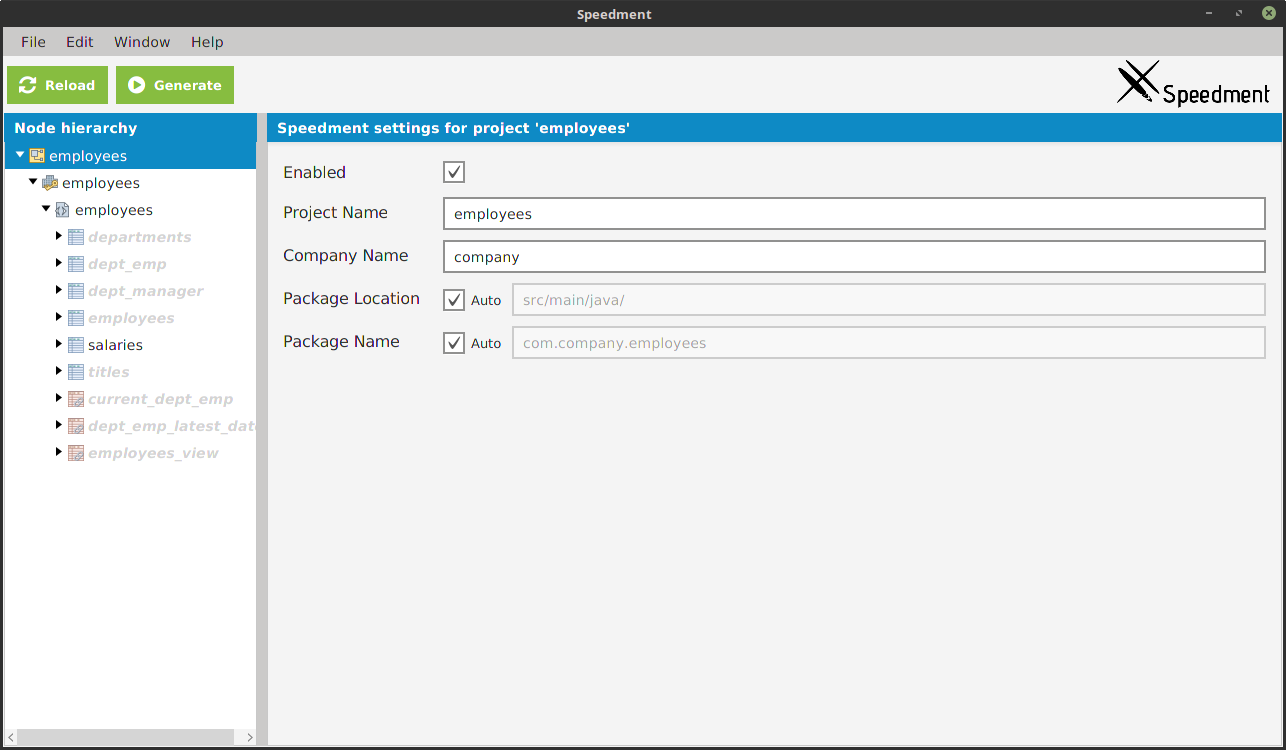 Speedment
File Edit Window Help
Reload Generate
Speedment
Node hierarchy
employees
employees
employees
departments
dept_emp
dept_manager
employees
salaries
titles
current_dept_emp
dept_emp_latest_dat
employees_view
Speedment settings for project 'employees'
Enabled
Project Name employees
Company Name company
Package Location Auto src/main/java/
Package Name Auto com.company.employees